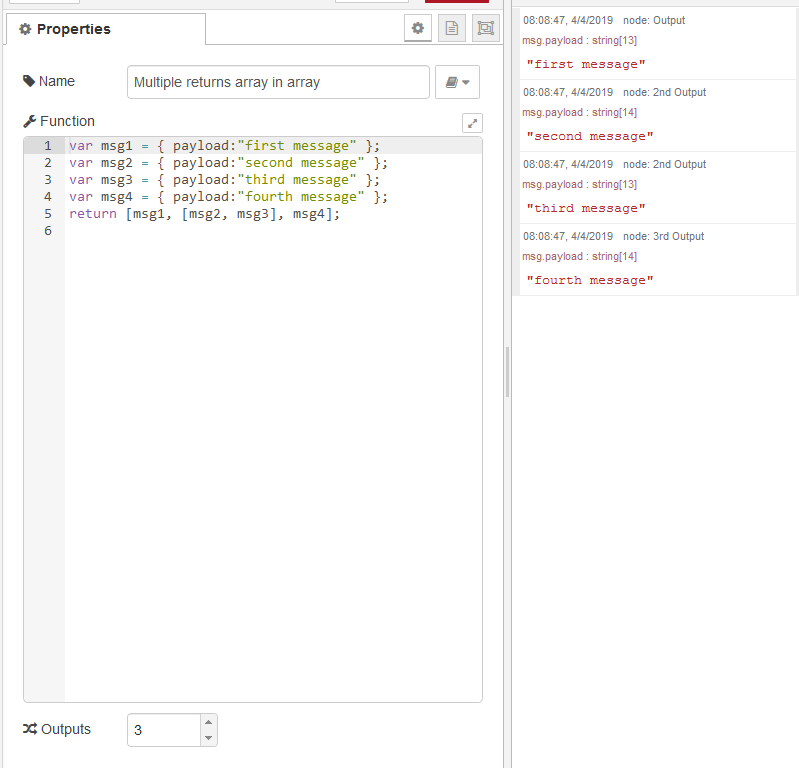 Properties
Name
Multiple returns array in array
Function
1 var msg1 = { payload:"first message" };
2 var msg2 = { payload:"second message" };
3 var msg3 = { payload:"third message" };
4 var msg4 = { payload:"fourth message" };
5 return [msg1, [msg2, msg3], msg4];
6
Outputs
3
08:08:47, 4/4/2019 node: Output
msg.payload : string[13]
"first message"
08:08:47, 4/4/2019 node: 2nd Output
msg.payload : string[14]
"second message"
08:08:47, 4/4/2019 node: 2nd Output
msg.payload : string[13]
"third message"
08:08:47, 4/4/2019 node: 3rd Output
msg.payload : string[14]
"fourth message"